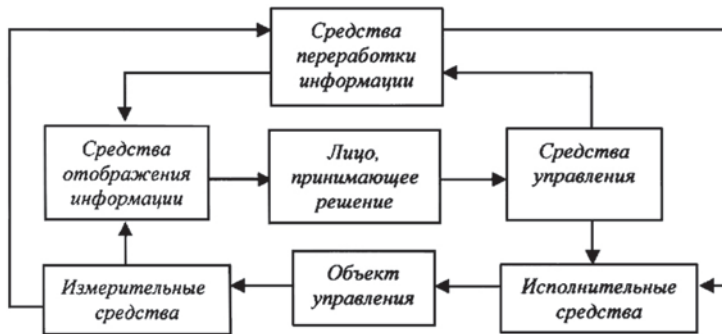 Средства
переработки
информации
Средства
отображения
информации
Лицо,
принимающее
решение
Средства
управления
Измерительные
средства
Объект
управления
Исполнительные
средства